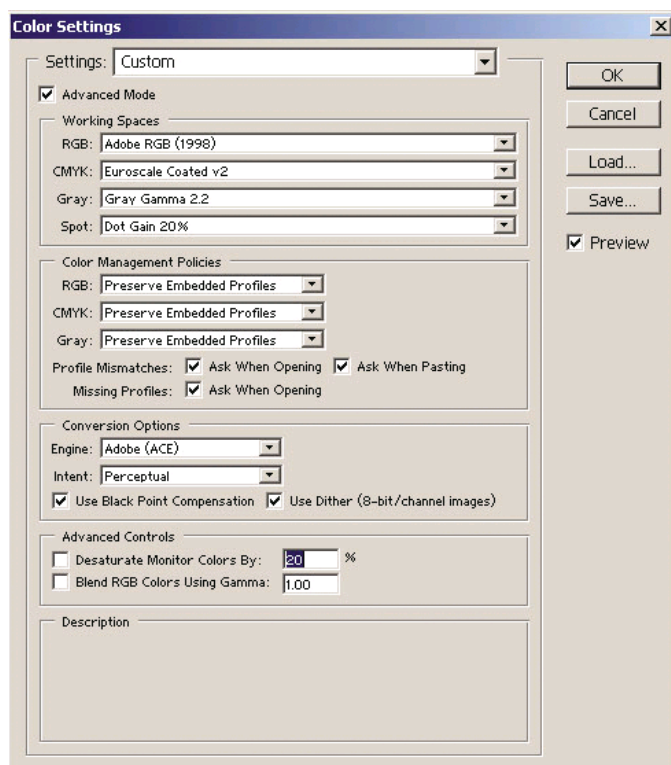 Color Settings
Settings: Custom
OK
Advanced Mode
Cancel
Working Spaces
RGB: Adobe RGB (1998)
CMYK: Euroscale Coated v2
Load...
Gray: Gray Gamma 2.2
Save...
Spot: Dot Gain 20%
Preview
Color Management Policies
RGB: Preserve Embedded Profiles
CMYK: Preserve Embedded Profiles
Gray: Preserve Embedded Profiles
Profile Mismatches: Ask When Opening Ask When Pasting
Missing Profiles: Ask When Opening
Conversion Options
Engine: Adobe (ACE)
Intent: Perceptual
Use Black Point Compensation Use Dither (8-bit/channel images)
Advanced Controls
Desaturate Monitor Colors By: 20 %
Blend RGB Colors Using Gamma: 1.00
Description